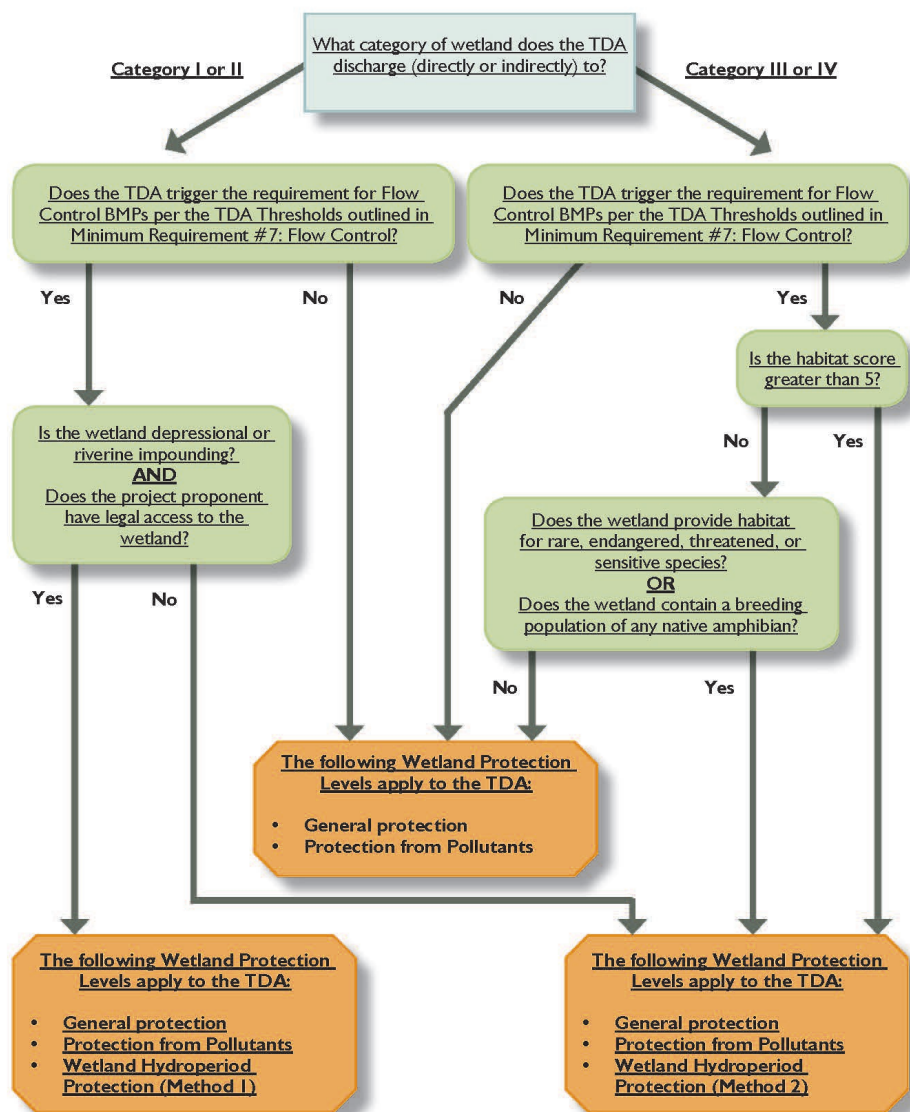 What category of wetland does the TDA
discharge (directly or indirectly) to?
Category I or II
Category III or IV
Does the TDA trigger the requirement for Flow
Control BMPs per the TDA Thresholds outlined in
Minimum Requirement #7: Flow Control?
Does the TDA trigger the requirement for Flow
Control BMPs per the TDA Thresholds outlined in
Minimum Requirement #7: Flow Control?
Yes
No
No
Yes
Is the habitat score
greater than 5?
Is the wetland depressional or
riverine impounding?
AND
Does the project proponent
have legal access to the
wetland?
No
Yes
Does the wetland provide habitat
for rare, endangered, threatened, or
sensitive species?
OR
Does the wetland contain a breeding
population of any native amphibian?
Yes
No
No
Yes
The following Wetland Protection
Levels apply to the TDA:
• General protection
• Protection from Pollutants
The following Wetland Protection
Levels apply to the TDA:
• General protection
• Protection from Pollutants
• Wetland Hydroperiod
Protection (Method 1)
The following Wetland Protection
Levels apply to the TDA:
• General protection
• Protection from Pollutants
• Wetland Hydroperiod
Protection (Method 2)